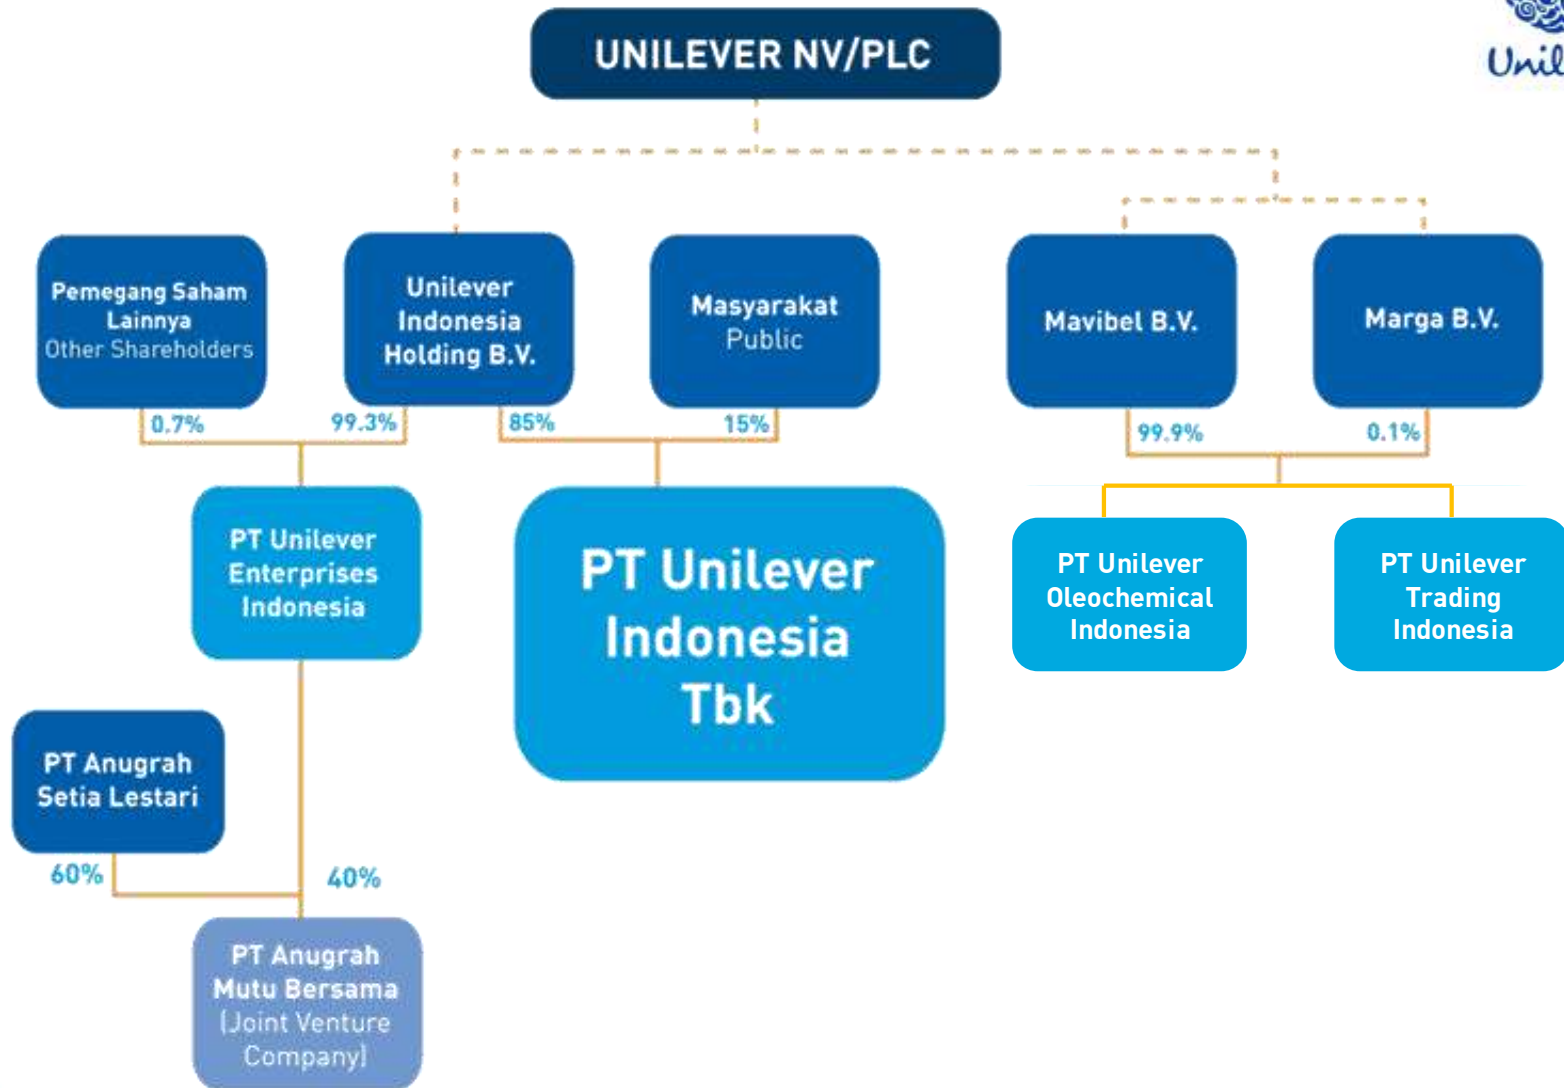 UNILEVER NV/PLC
Pemegang Saham
Lainnya
Other Shareholders
Unilever
Indonesia
Holding B.V.
Masyarakat
Public
Mavibel B.V.
Marga B.V.
0.7%
99.3%
85%
15%
99.9%
0.1%
PT Unilever
Enterprises
Indonesia
PT Unilever
Indonesia
Tbk
PT Unilever
Oleochemical
Indonesia
PT Unilever
Trading
Indonesia
PT Anugrah
Setia Lestari
60%
40%
PT Anugrah
Mutu Bersama
(Joint Venture
Company)